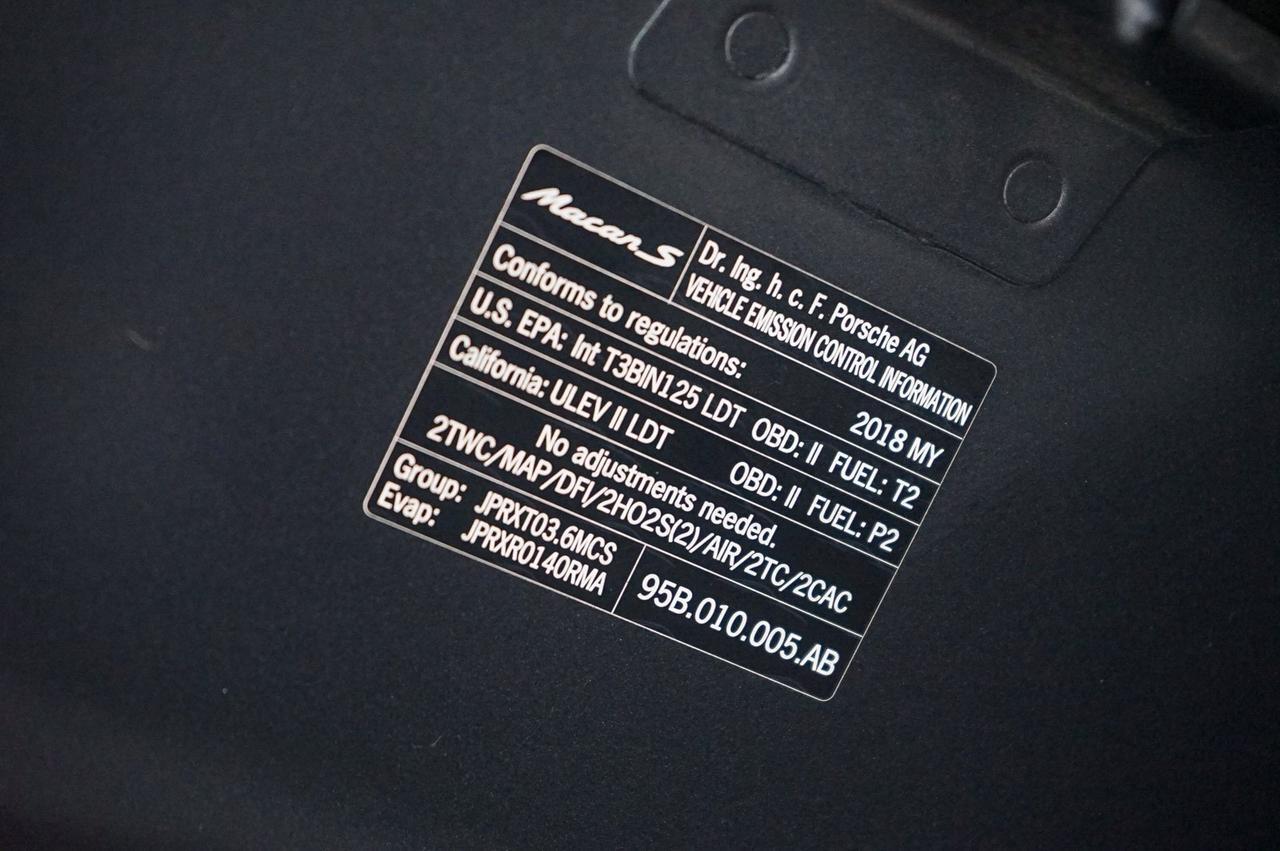 Macan S
Dr. Ing. h. c. F. Porsche AG
VEHICLE EMISSION CONTROL INFORMATION
Conforms to regulations: 2018 MY
U.S. EPA: Int T3BIN125 LDT OBD: II FUEL: T2
California: ULEV II LDT OBD: II FUEL: P2
No adjustments needed.
2TWC/MAP/DFI/2HO2S(2)/AIR/2TC/2CAC
Group: JPRXT03.6MCS
Evap: JPRXR0140RMA
95B.010.005.AB